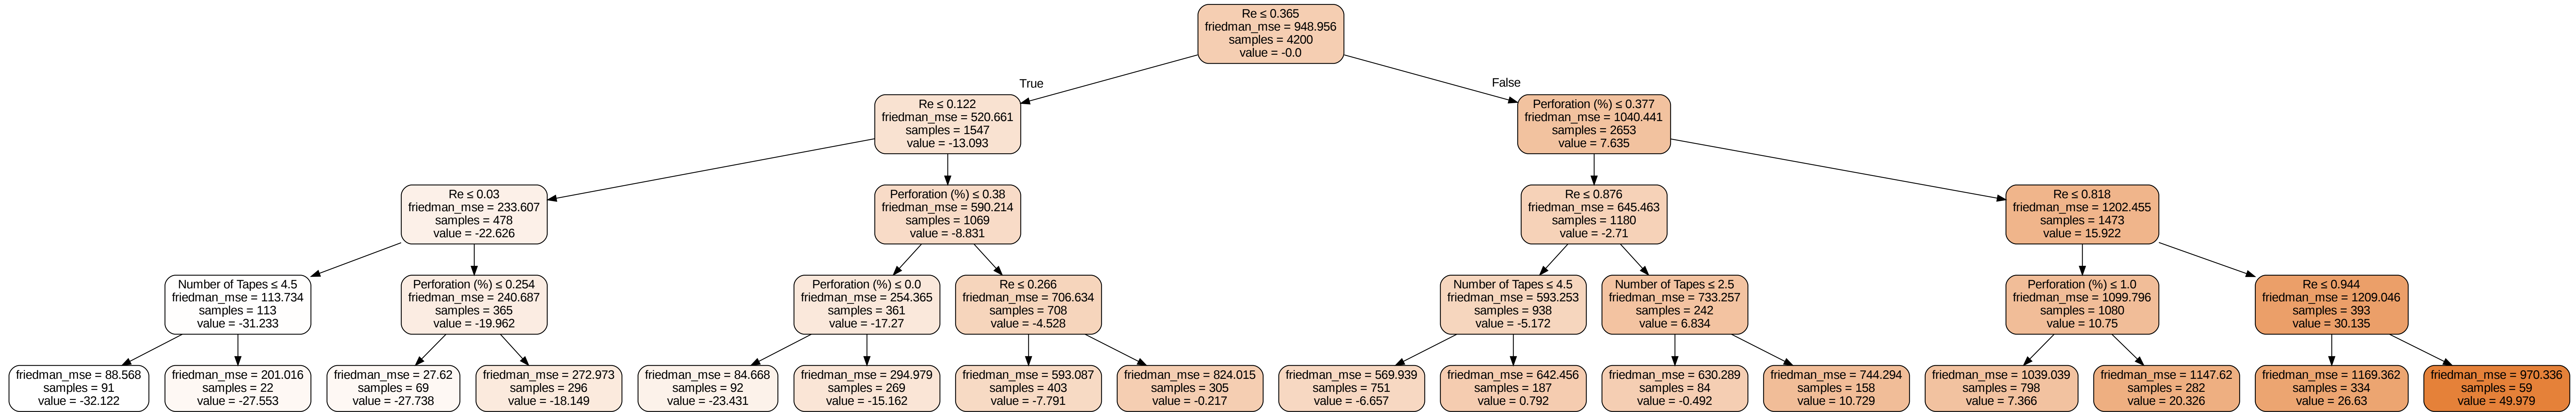 Re ≤ 0.365
friedman_mse = 948.956
samples = 4200
value = -0.0
True
False
Re ≤ 0.122
friedman_mse = 520.661
samples = 1547
value = -13.093
Perforation (%) ≤ 0.377
friedman_mse = 1040.441
samples = 2653
value = 7.635
Re ≤ 0.03
friedman_mse = 233.607
samples = 478
value = -22.626
Perforation (%) ≤ 0.38
friedman_mse = 590.214
samples = 1069
value = -8.831
Re ≤ 0.876
friedman_mse = 645.463
samples = 1180
value = -2.71
Re ≤ 0.818
friedman_mse = 1202.455
samples = 1473
value = 15.922
Number of Tapes ≤ 4.5
friedman_mse = 113.734
samples = 113
value = -31.233
Perforation (%) ≤ 0.254
friedman_mse = 240.687
samples = 365
value = -19.962
Perforation (%) ≤ 0.0
friedman_mse = 254.365
samples = 361
value = -17.27
Re ≤ 0.266
friedman_mse = 706.634
samples = 708
value = -4.528
Number of Tapes ≤ 4.5
friedman_mse = 593.253
samples = 938
value = -5.172
Number of Tapes ≤ 2.5
friedman_mse = 733.257
samples = 242
value = 6.834
Perforation (%) ≤ 1.0
friedman_mse = 1099.796
samples = 1080
value = 10.75
Re ≤ 0.944
friedman_mse = 1209.046
samples = 393
value = 30.135
friedman_mse = 88.568
samples = 91
value = -32.122
friedman_mse = 201.016
samples = 22
value = -27.553
friedman_mse = 27.62
samples = 69
value = -27.738
friedman_mse = 272.973
samples = 296
value = -18.149
friedman_mse = 84.668
samples = 92
value = -23.431
friedman_mse = 294.979
samples = 269
value = -15.162
friedman_mse = 593.087
samples = 403
value = -7.791
friedman_mse = 824.015
samples = 305
value = -0.217
friedman_mse = 569.939
samples = 751
value = -6.657
friedman_mse = 642.456
samples = 187
value = 0.792
friedman_mse = 630.289
samples = 84
value = -0.492
friedman_mse = 744.294
samples = 158
value = 10.729
friedman_mse = 1039.039
samples = 798
value = 7.366
friedman_mse = 1147.62
samples = 282
value = 20.326
friedman_mse = 1169.362
samples = 334
value = 26.63
friedman_mse = 970.336
samples = 59
value = 49.979